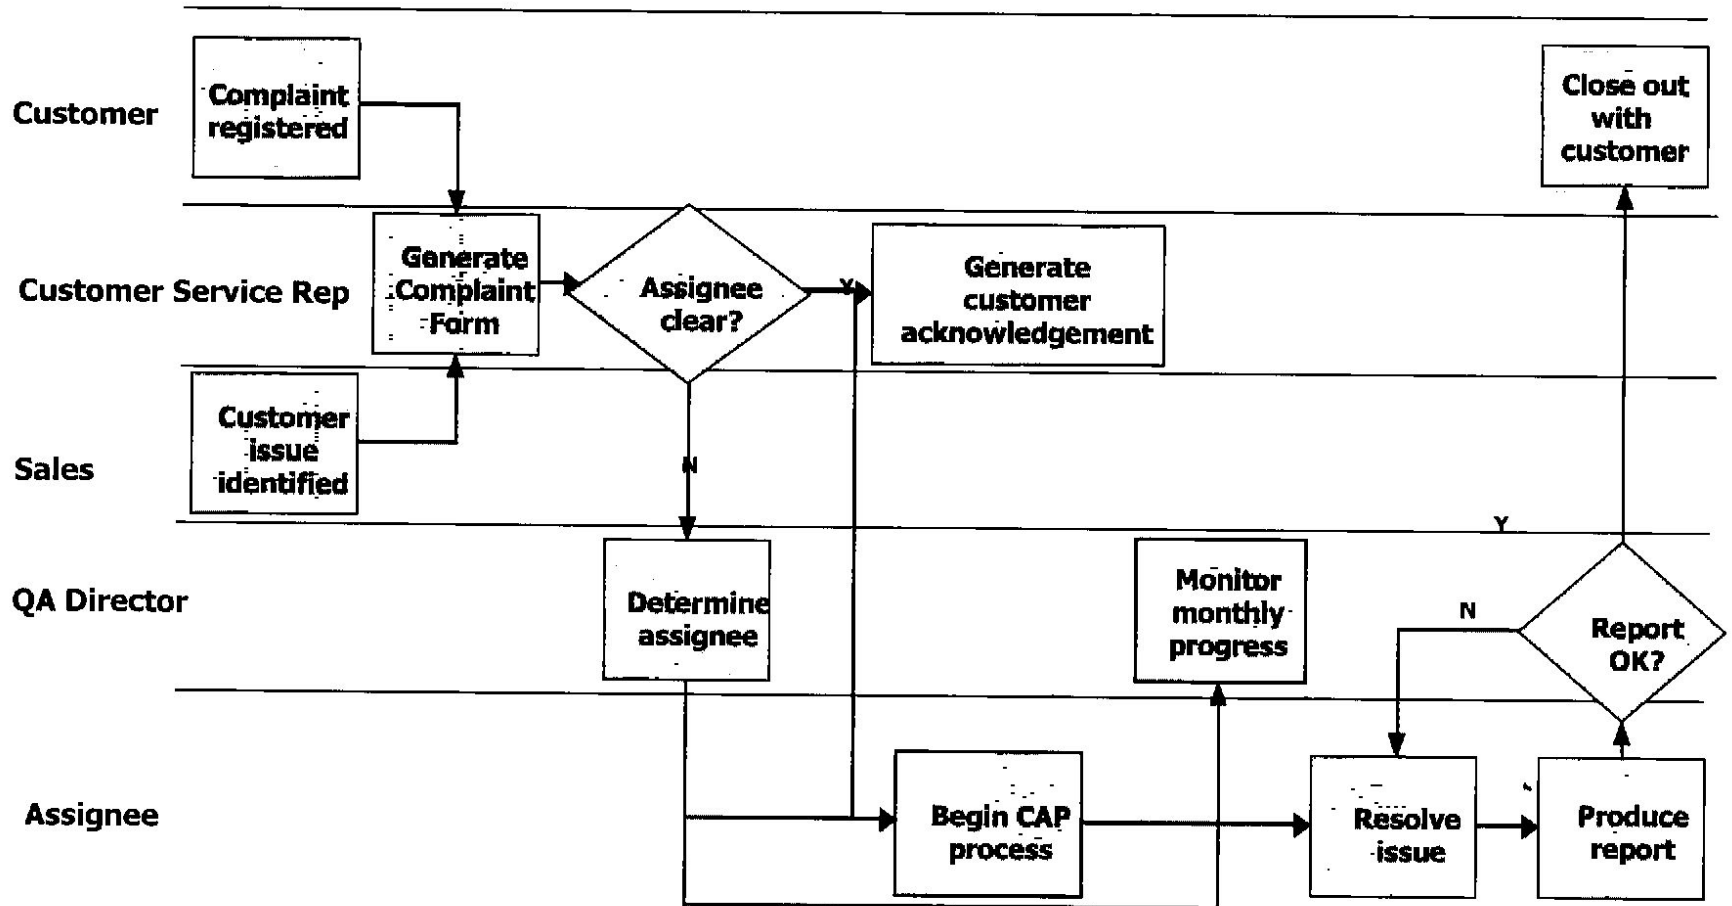 Customer
Complaint
registered
Close out
with
customer
Customer Service Rep
Generate
Complaint
Form
Assignee
clear?
Y
Generate
customer
acknowledgement
Sales
Customer
issue
identified
N
QA Director
Determine
assignee
Monitor
monthly
progress
Y
N
Report
OK?
Assignee
Begin CAP
process
Resolve
issue
Produce
report